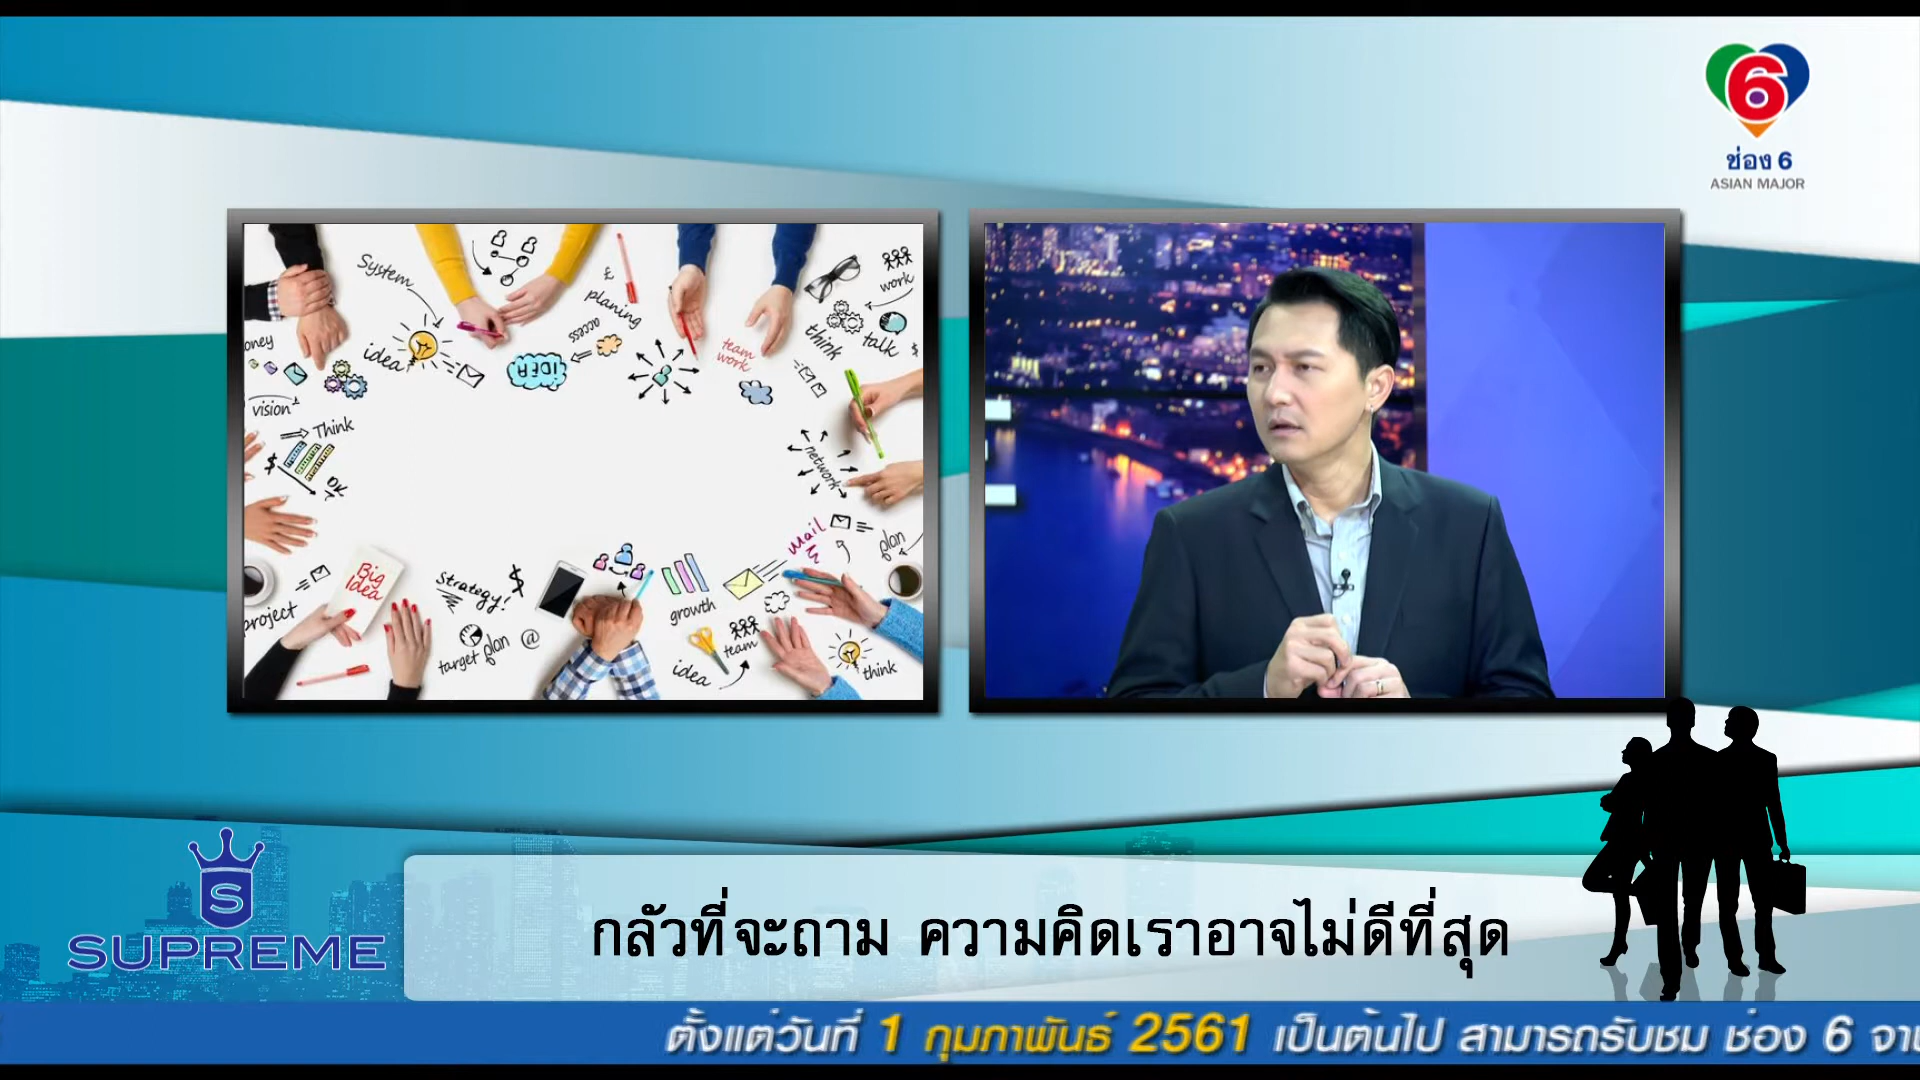 6
ช่อง 6
ASIAN MAJOR
System
planing
access
work
think
talk
idea
idea
team
work
vision
Think
OK
network
Mail
plan
Big
Idea
Strategy!
project
growth
target plan @
team
idea
think
S
SUPREME
กลัวที่จะถาม ความคิดเราอาจไม่ดีที่สุด
ตั้งแต่วันที่ 1 กุมภาพันธ์ 2561 เป็นต้นไป สามารถรับชม ช่อง 6